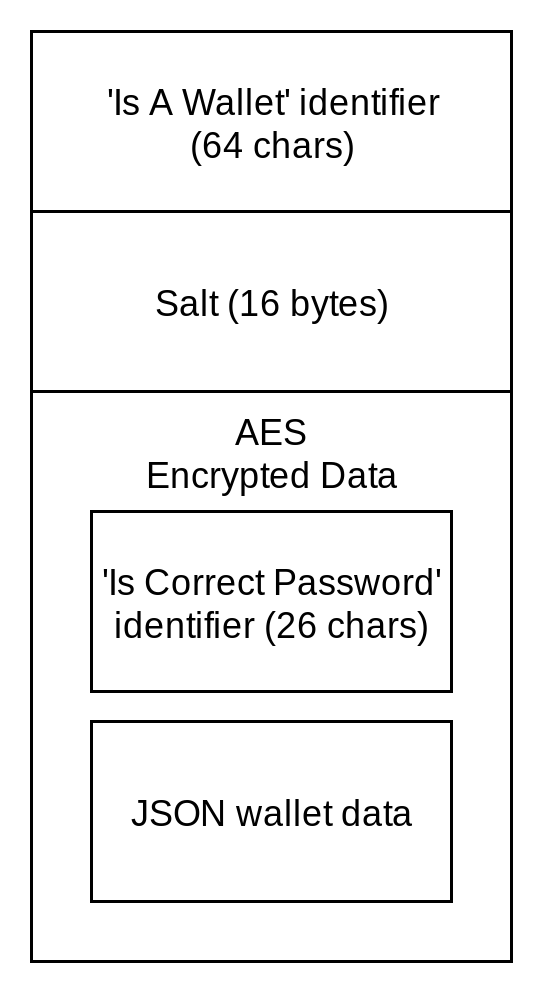 'Is A Wallet' identifier
(64 chars)
Salt (16 bytes)
AES
Encrypted Data
'Is Correct Password'
identifier (26 chars)
JSON wallet data